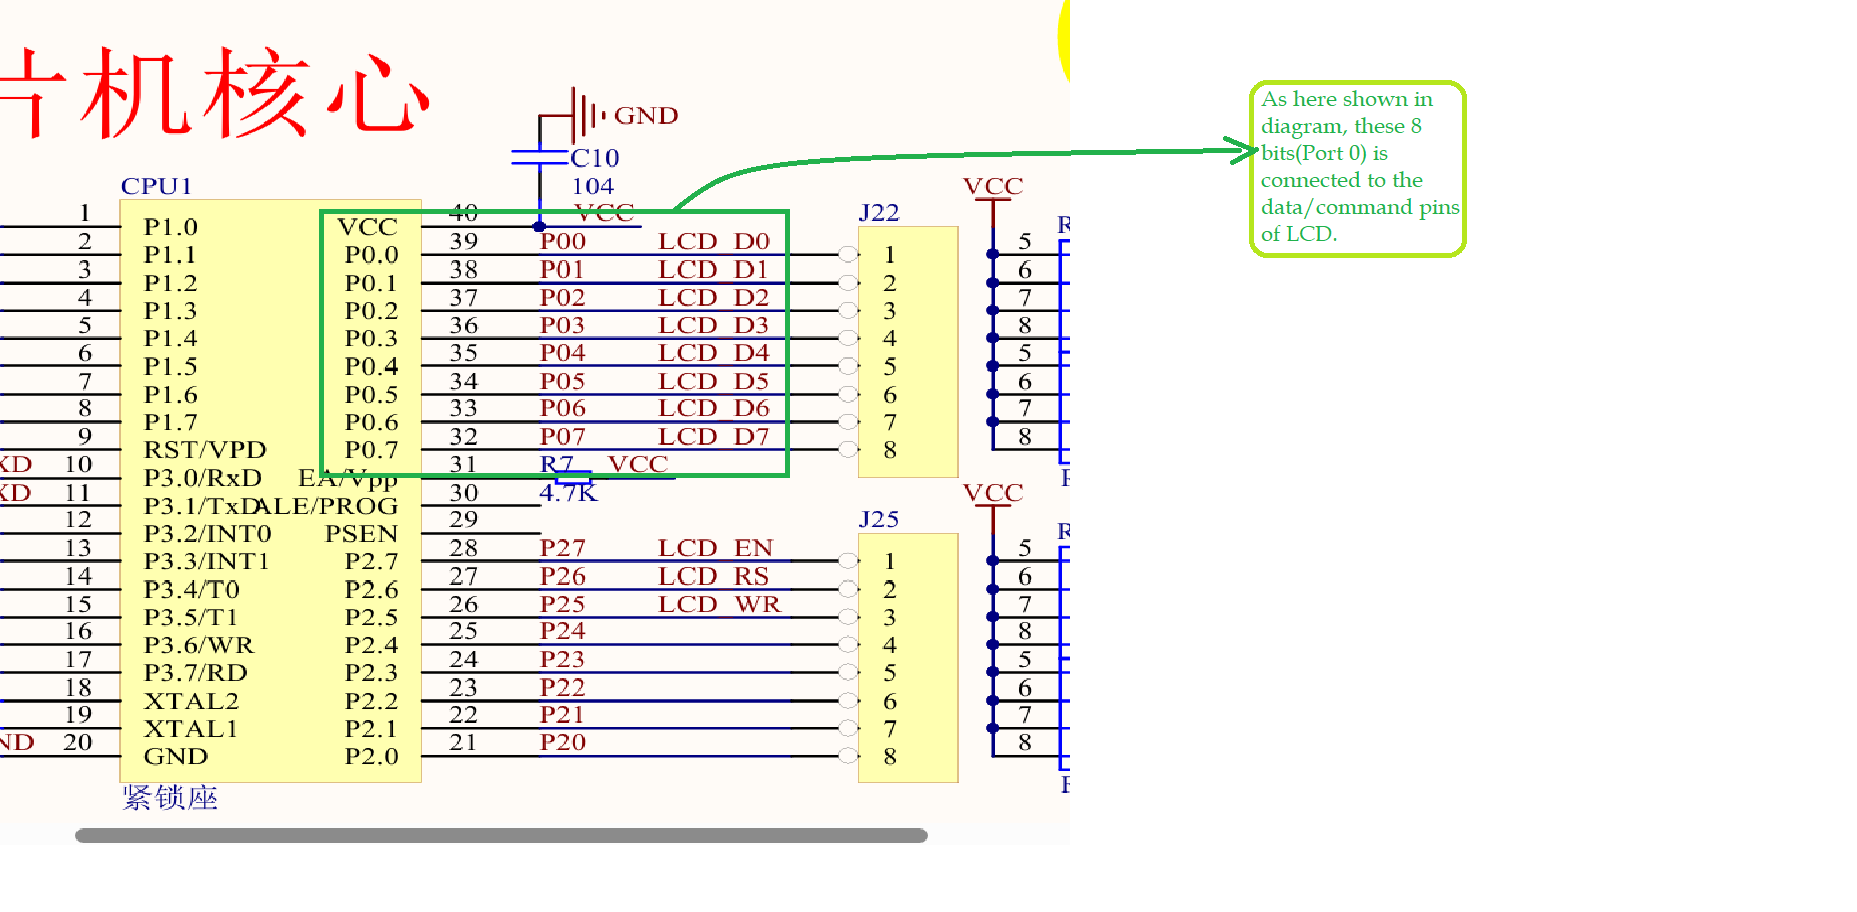 片机核心
GND
C10
104
CPU1
VCC
J22
VCC
1 P1.0 VCC 40
2 P1.1 P0.0 39 P00 LCD D0 1 5
3 P1.2 P0.1 38 P01 LCD D1 2 6
4 P1.3 P0.2 37 P02 LCD D2 3 7
5 P1.4 P0.3 36 P03 LCD D3 4 8
6 P1.5 P0.4 35 P04 LCD D4 5 5
7 P1.6 P0.5 34 P05 LCD D5 6 6
8 P1.7 P0.6 33 P06 LCD D6 7 7
9 RST/VPD P0.7 32 P07 LCD D7 8 8
XD 10 P3.0/RxD EA/Vpp 31 R7 VCC
4.7K
XD 11 P3.1/TxD ALE/PROG 30
VCC
J25
12 P3.2/INT0 PSEN 29
13 P3.3/INT1 P2.7 28 P27 LCD EN 1 5
14 P3.4/T0 P2.6 27 P26 LCD RS 2 6
15 P3.5/T1 P2.5 26 P25 LCD WR 3 7
16 P3.6/WR P2.4 25 P24 4 8
17 P3.7/RD P2.3 24 P23 5 5
18 XTAL2 P2.2 23 P22 6 6
19 XTAL1 P2.1 22 P21 7 7
ND 20 GND P2.0 21 P20 8 8
紧锁座
As here shown in
diagram, these 8
bits(Port 0) is
connected to the
data/command pins
of LCD.